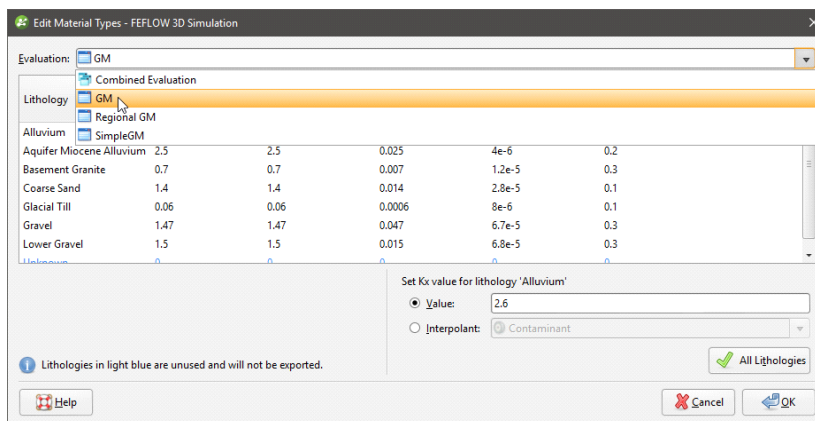 Edit Material Types - FEFLOW 3D Simulation
Evaluation: GM
Combined Evaluation
Lithology GM
Regional GM
Alluvium SimpleGM
Aquifer Miocene Alluvium 2.5 2.5 0.025 4e-6 0.2
Basement Granite 0.7 0.7 0.007 1.2e-5 0.3
Coarse Sand 1.4 1.4 0.014 2.8e-5 0.1
Glacial Till 0.06 0.06 0.0006 8e-6 0.1
Gravel 1.47 1.47 0.047 6.7e-5 0.3
Lower Gravel 1.5 1.5 0.015 6.8e-5 0.3
Unknown 0 0 0 0 0
Set Kx value for lithology 'Alluvium'
Value: 2.6
Interpolant: Contaminant
Lithologies in light blue are unused and will not be exported.
All Lithologies
Help Cancel OK